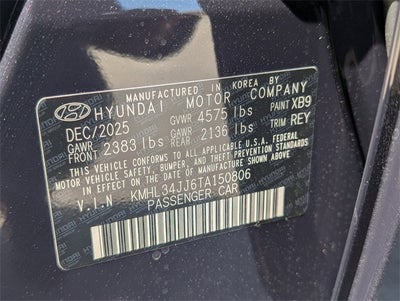 MANUFACTURED IN KOREA BY
HYUNDAI MOTOR COMPANY
DEC/2025 GVWR 4575 lbs PAINT XB9
GAWR FRONT 2383 lbs GAWR REAR 2136 lbs TRIM REY
THIS VEHICLE CONFORMS TO ALL APPLICABLE U.S.A. FEDERAL
MOTOR VEHICLE SAFETY, BUMPER, AND THEFT PREVENTION STANDARDS
IN EFFECT ON THE DATE OF MANUFACTURE SHOWN ABOVE.
V.I.N KMHL34JJ6TA150806
PASSENGER CAR